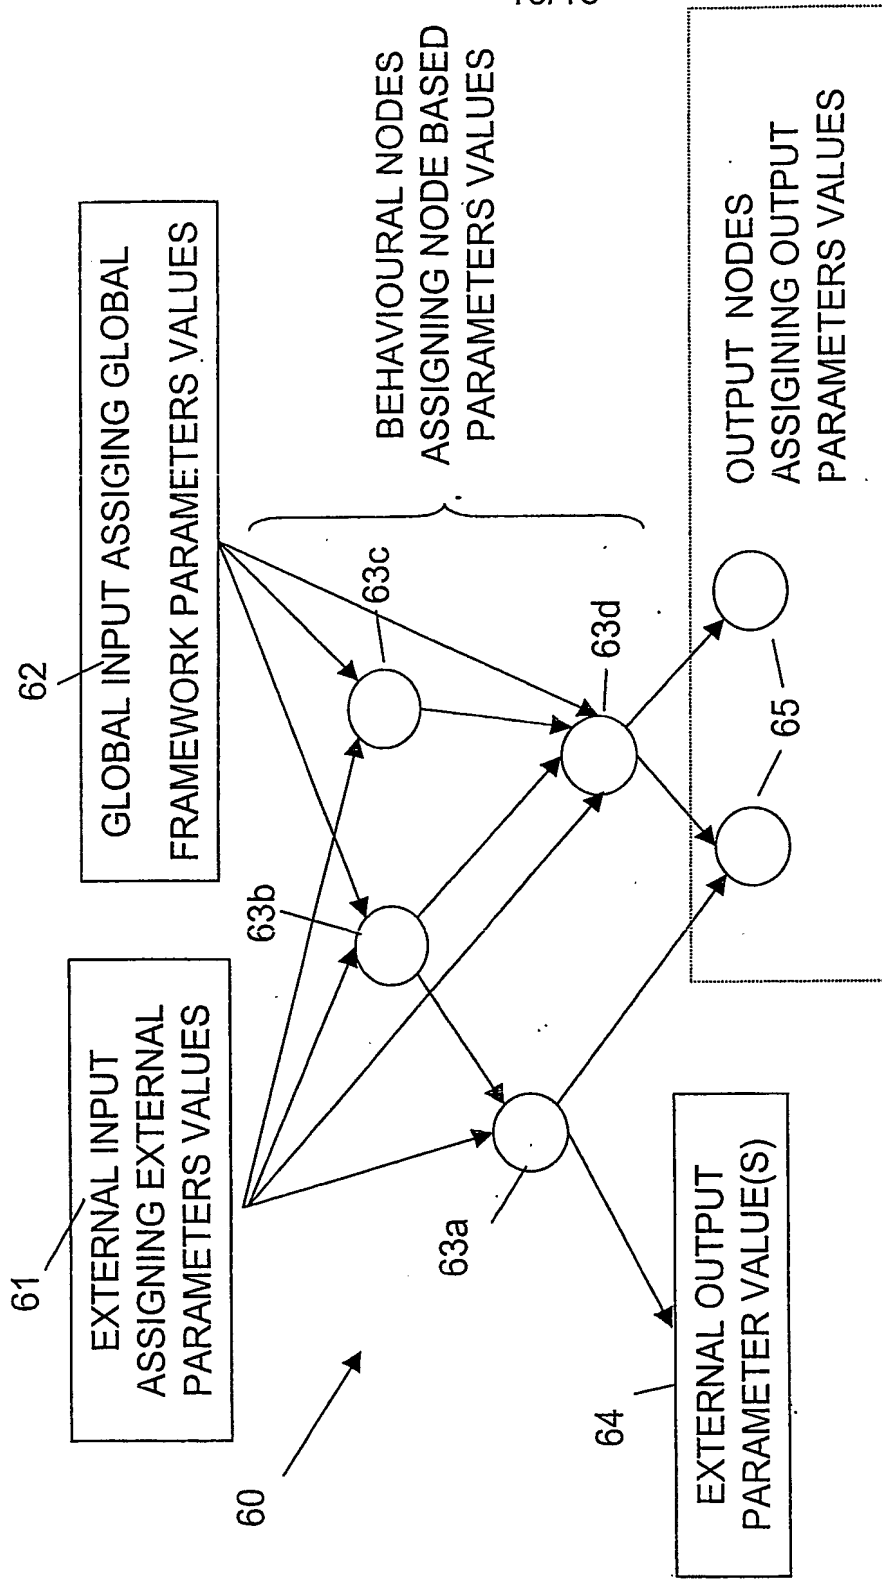 61
EXTERNAL INPUT
ASSIGNING EXTERNAL
PARAMETERS VALUES
62
GLOBAL INPUT ASSIGING GLOBAL
FRAMEWORK PARAMETERS VALUES
60
63a
63b
63c
63d
BEHAVIOURAL NODES
ASSIGNING NODE BASED
PARAMETERS VALUES
64
EXTERNAL OUTPUT
PARAMETER VALUE(S)
65
OUTPUT NODES
ASSIGINING OUTPUT
PARAMETERS VALUES